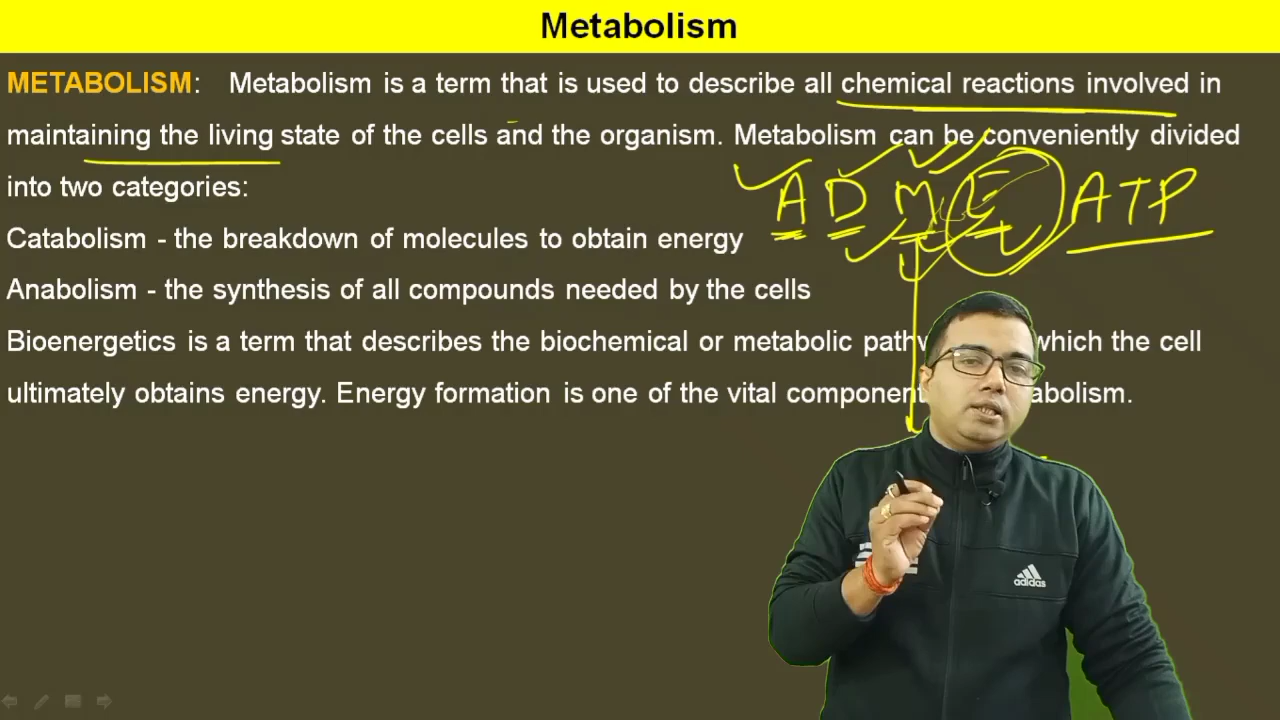 Metabolism
METABOLISM: Metabolism is a term that is used to describe all chemical reactions involved in
maintaining the living state of the cells and the organism. Metabolism can be conveniently divided
into two categories:
A D M E ATP
Catabolism - the breakdown of molecules to obtain energy
Anabolism - the synthesis of all compounds needed by the cells
Bioenergetics is a term that describes the biochemical or metabolic which the cell
ultimately obtains energy. Energy formation is one of the vital
adidas